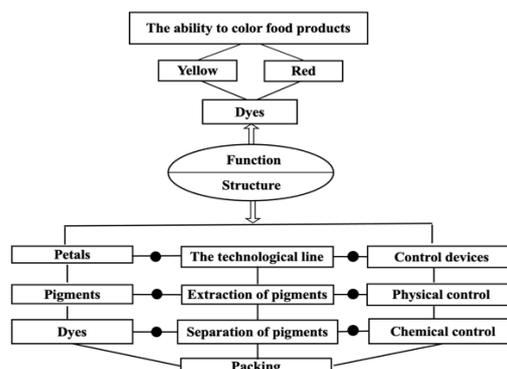 The ability to color food products
Yellow
Red
Dyes
Function
Structure
Petals
The technological line
Control devices
Pigments
Extraction of pigments
Physical control
Dyes
Separation of pigments
Chemical control
Packing